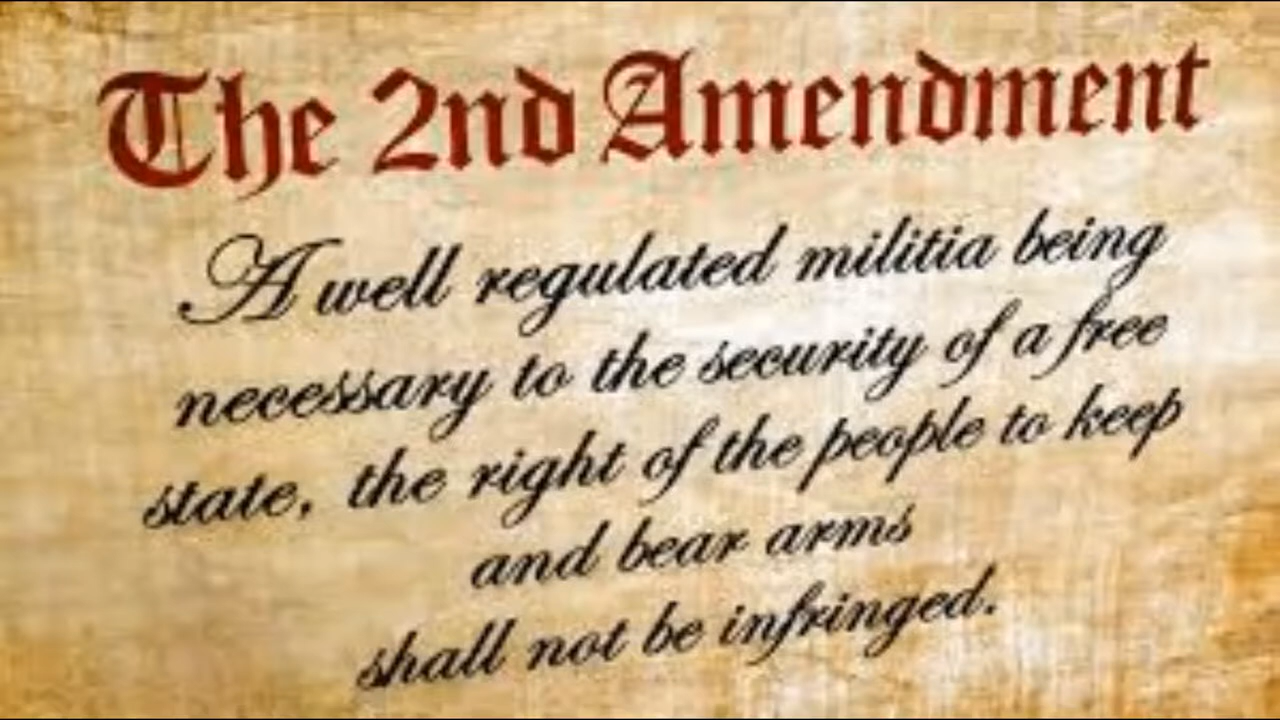 The 2nd Amendment
A well regulated militia being
necessary to the security of a free
state, the right of the people to keep
and bear arms
shall not be infringed.